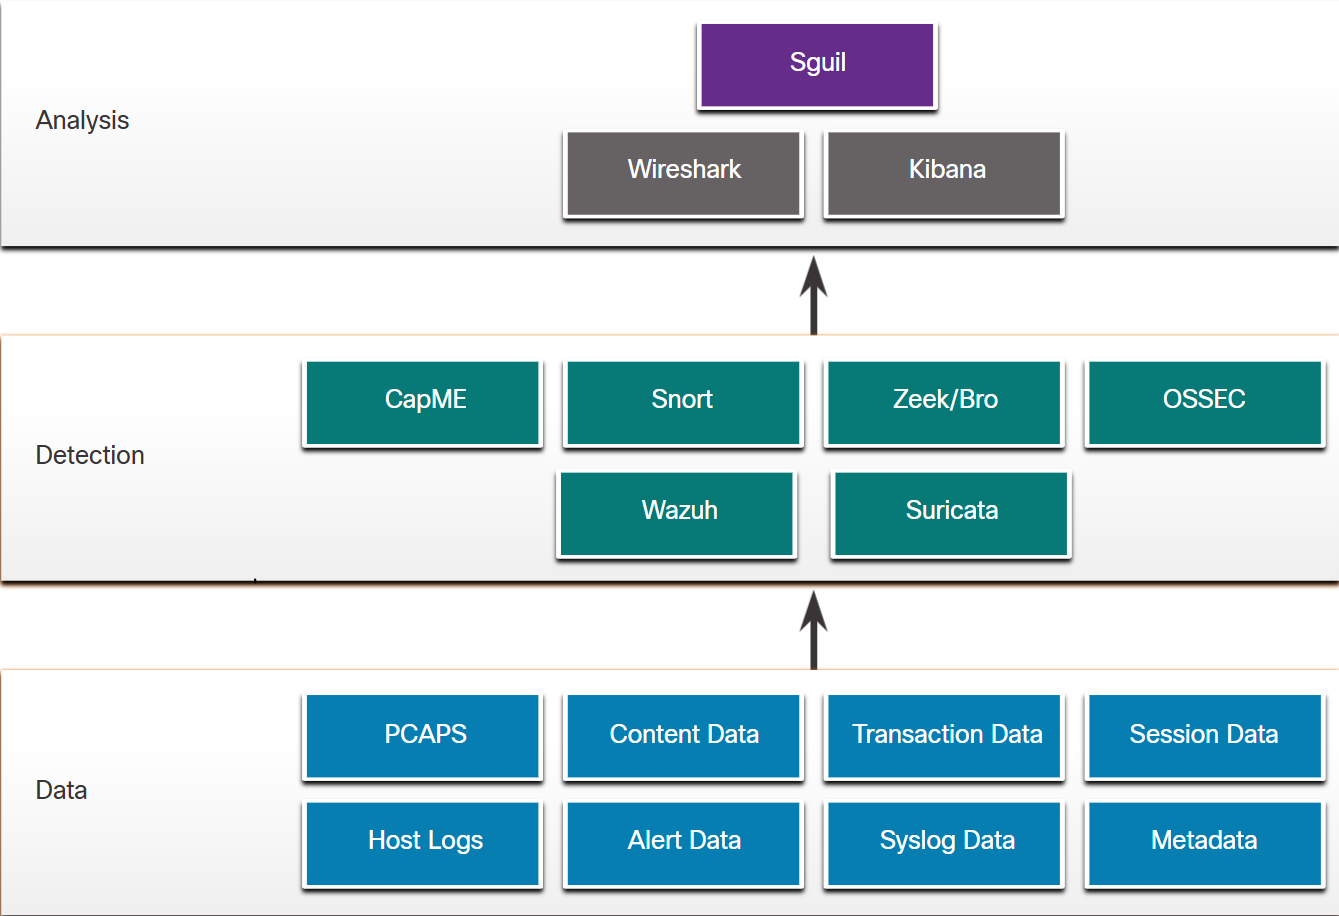 Analysis
Sguil
Wireshark
Kibana
Detection
CapME
Snort
Zeek/Bro
OSSEC
Wazuh
Suricata
Data
PCAPS
Content Data
Transaction Data
Session Data
Host Logs
Alert Data
Syslog Data
Metadata